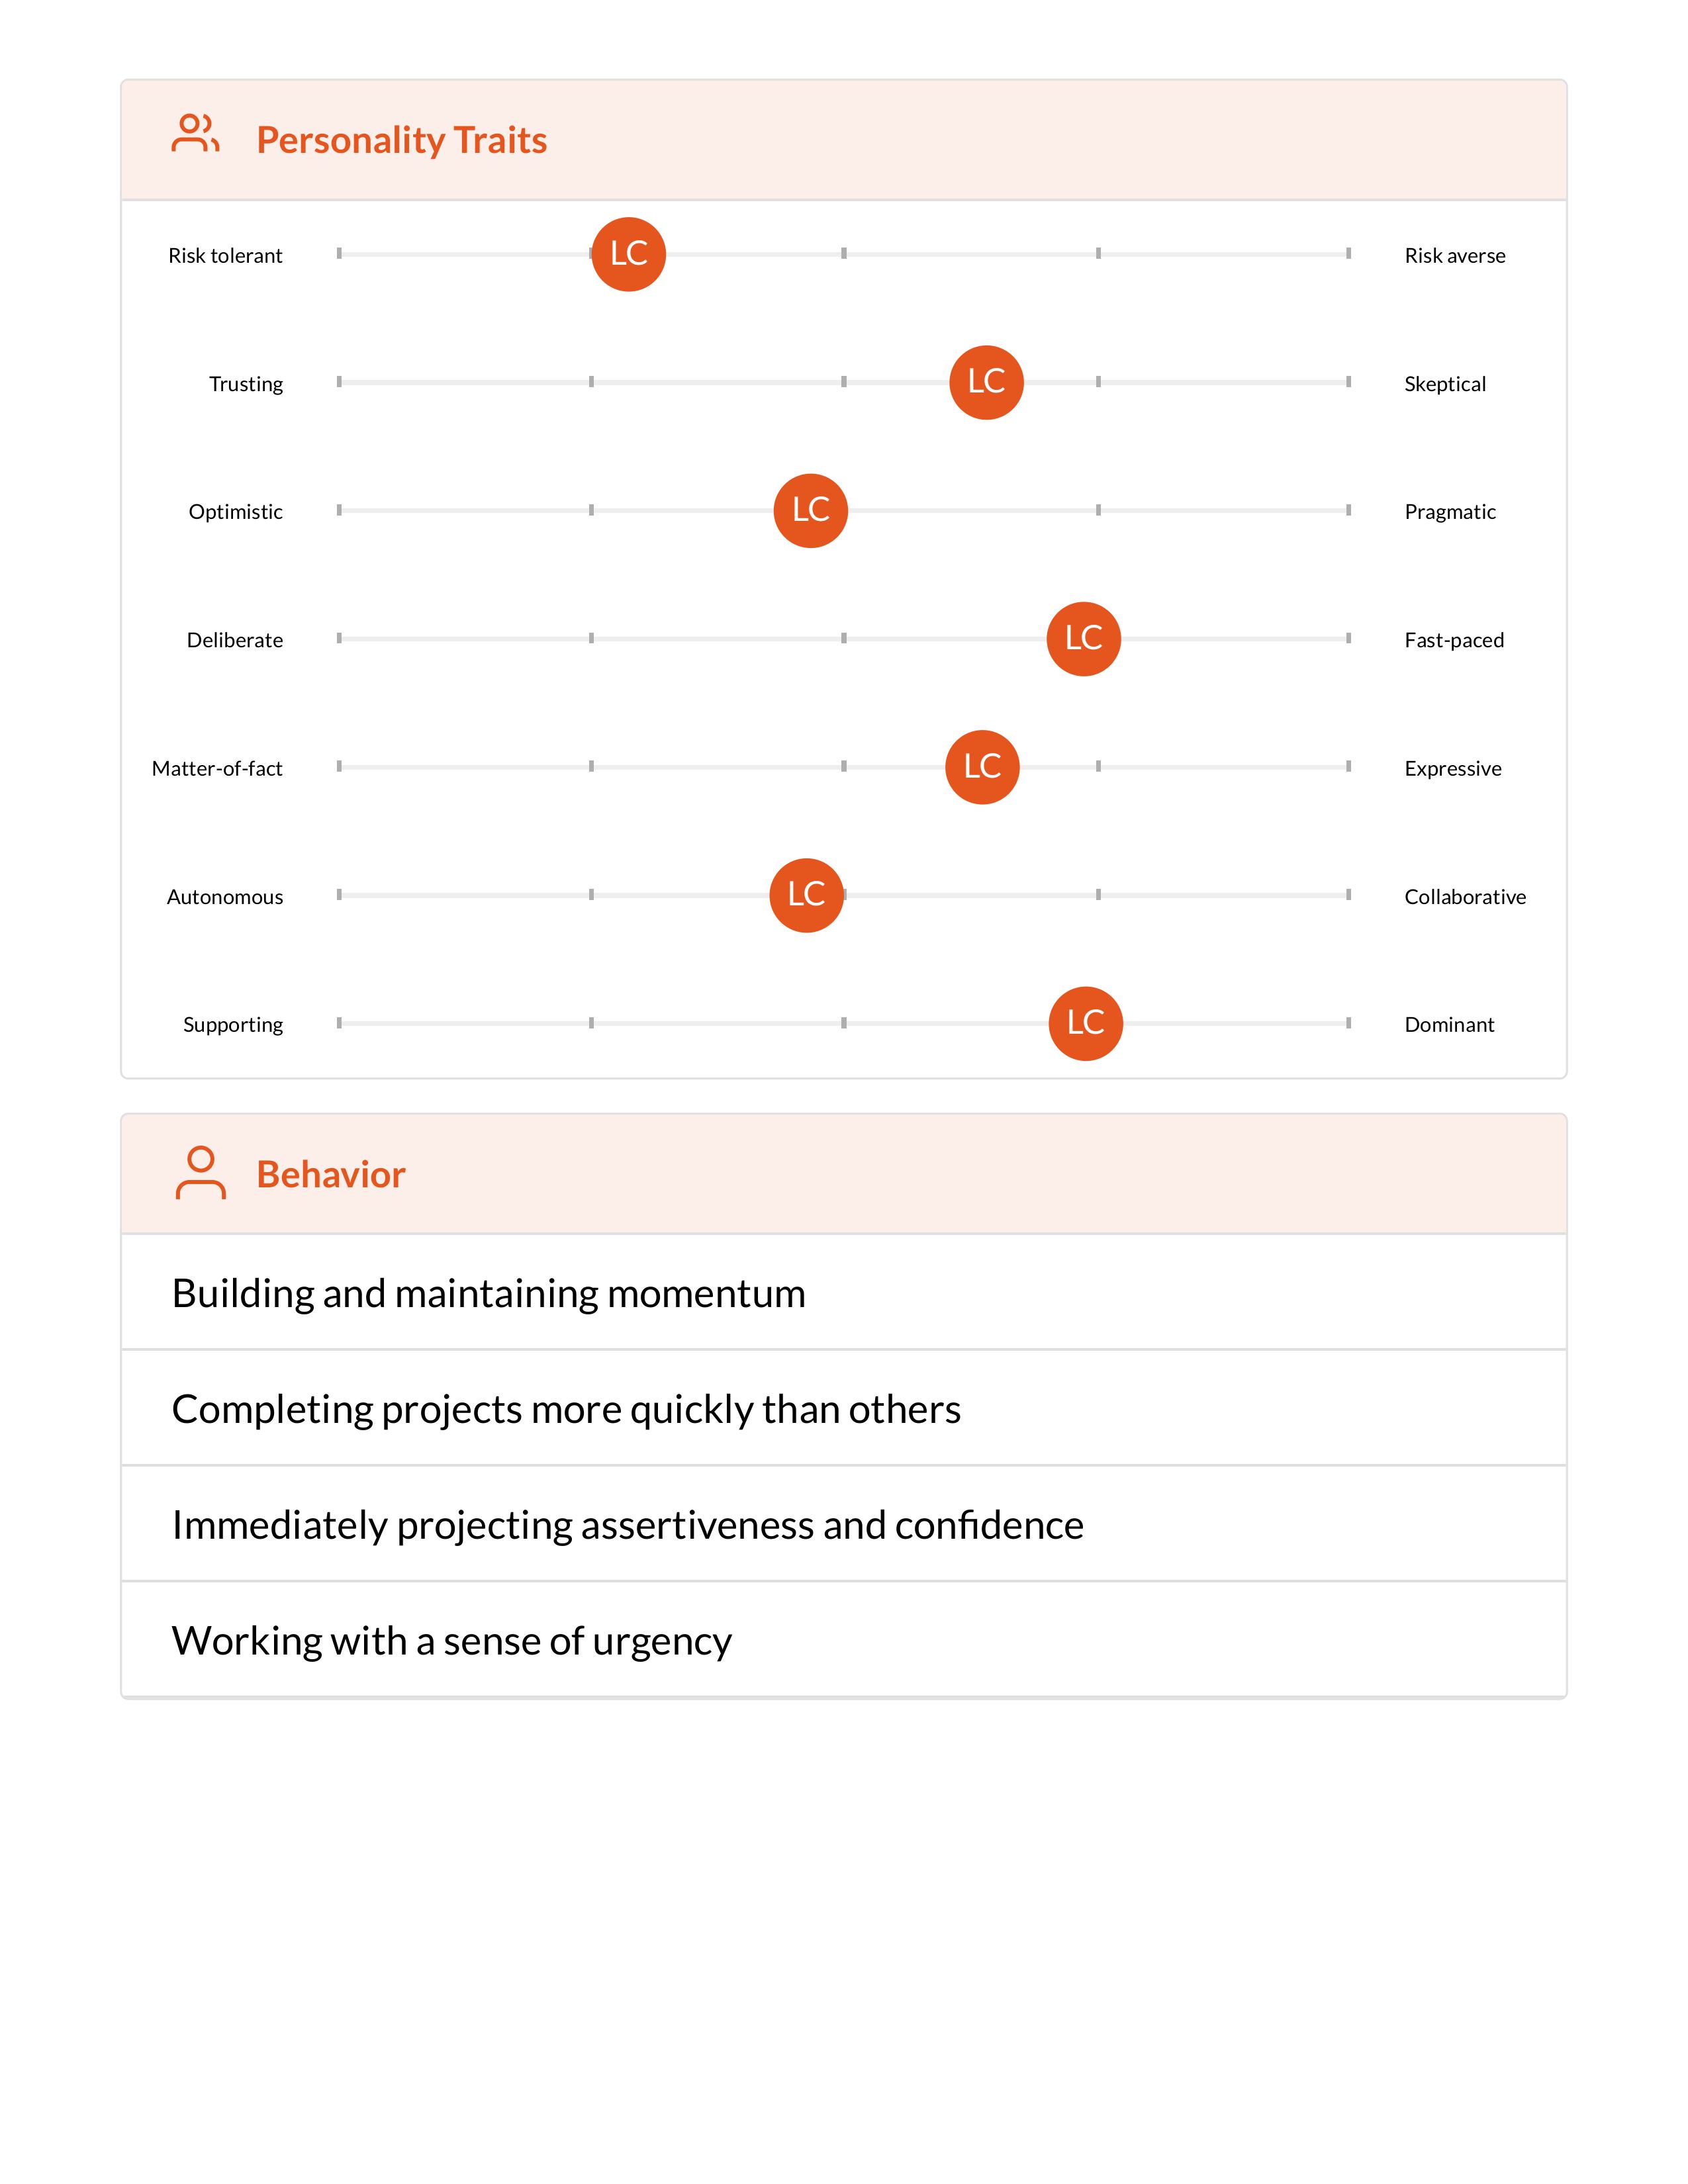 Personality Traits
Risk tolerant LC Risk averse
Trusting LC Skeptical
Optimistic LC Pragmatic
Deliberate LC Fast-paced
Matter-of-fact LC Expressive
Autonomous LC Collaborative
Supporting LC Dominant
Behavior
Building and maintaining momentum
Completing projects more quickly than others
Immediately projecting assertiveness and confidence
Working with a sense of urgency